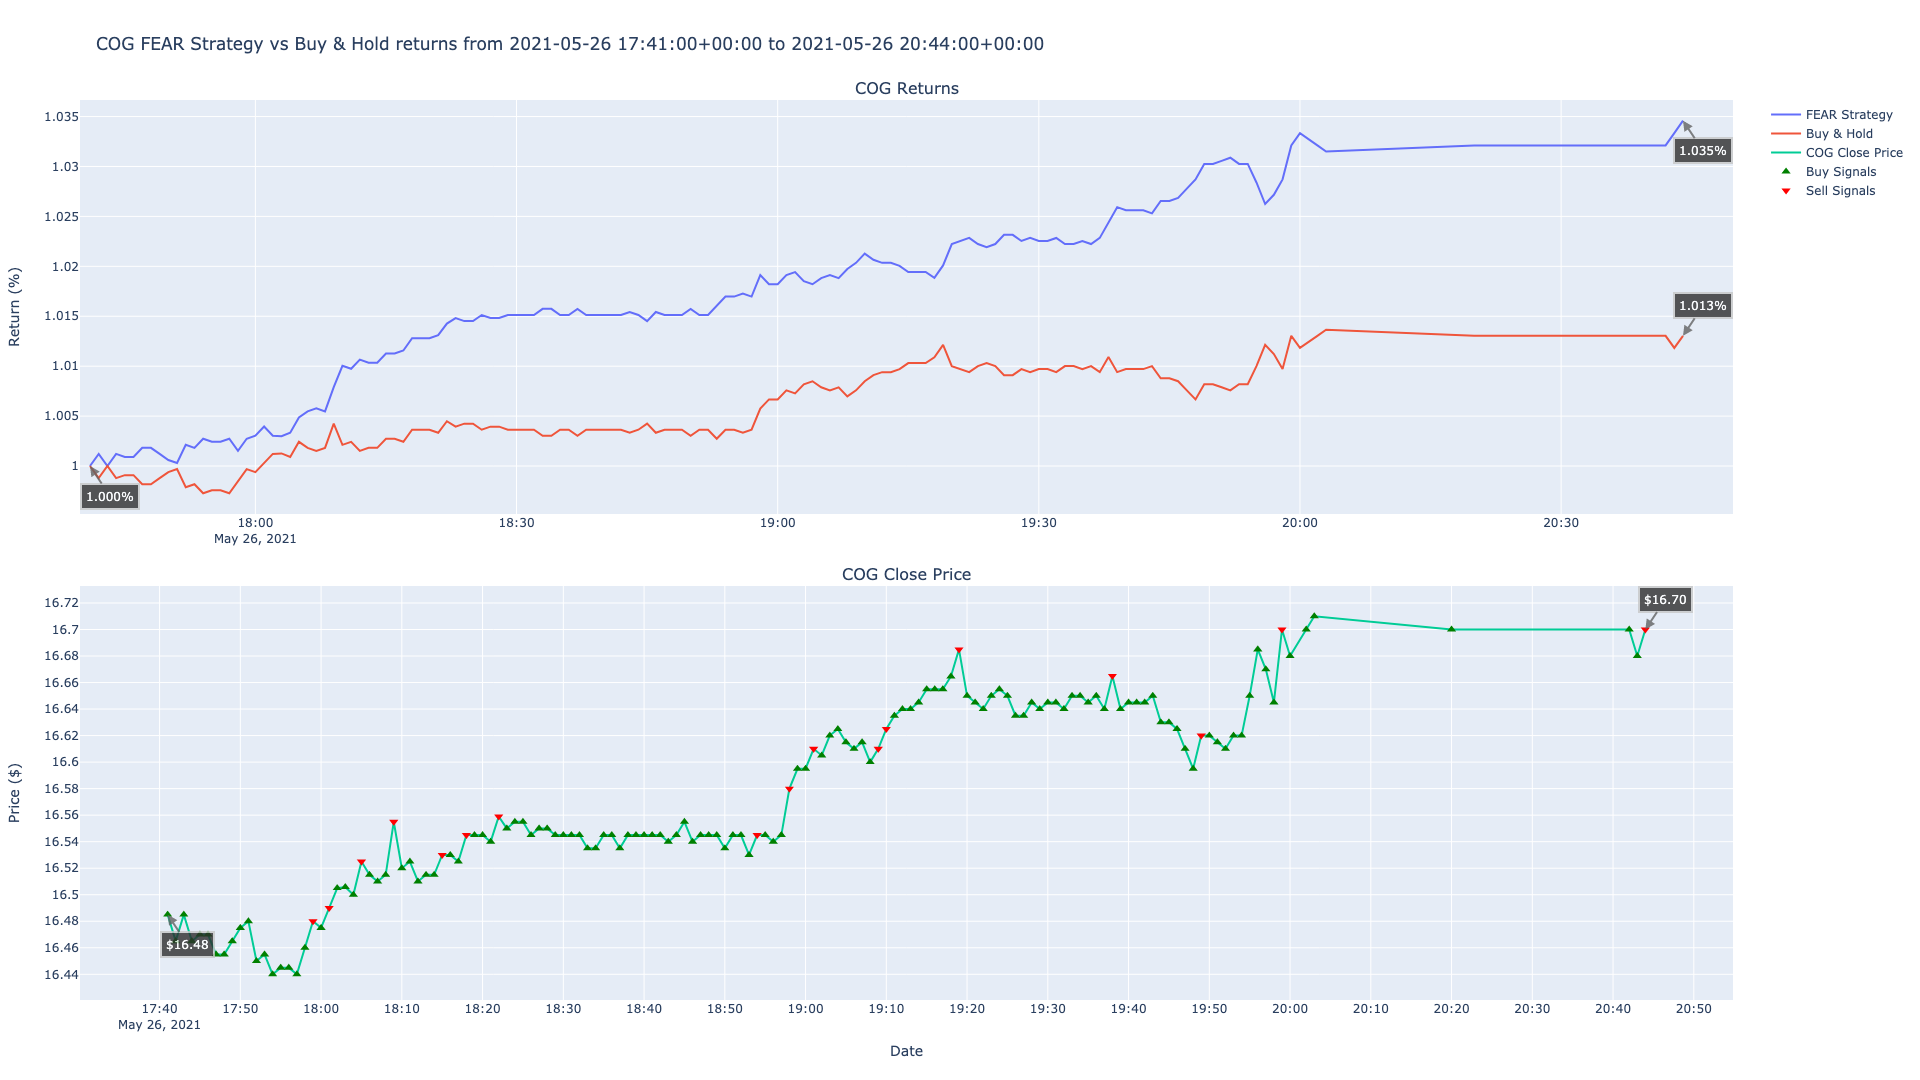 COG FEAR Strategy vs Buy & Hold returns from 2021-05-26 17:41:00+00:00 to 2021-05-26 20:44:00+00:00
COG Returns
Return (%)
1.035
1.03
1.025
1.02
1.015
1.01
1.005
1
1.000%
1.035%
1.013%
18:00 18:30 19:00 19:30 20:00 20:30
May 26, 2021
FEAR Strategy
Buy & Hold
COG Close Price
Buy Signals
Sell Signals
COG Close Price
Price ($)
16.72
16.7
16.68
16.66
16.64
16.62
16.6
16.58
16.56
16.54
16.52
16.5
16.48
16.46
16.44
$16.48
$16.70
17:40 17:50 18:00 18:10 18:20 18:30 18:40 18:50 19:00 19:10 19:20 19:30 19:40 19:50 20:00 20:10 20:20 20:30 20:40 20:50
May 26, 2021
Date